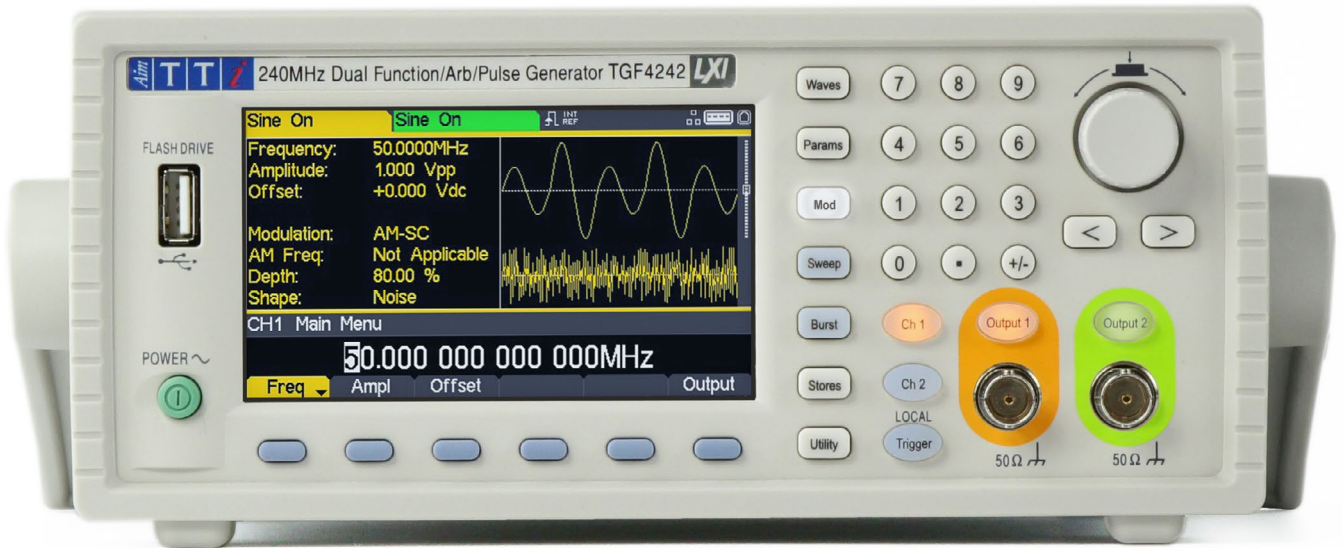 Aim TTi 240MHz Dual Function/Arb/Pulse Generator TGF4242 LXI
FLASH DRIVE
POWER
Sine On Sine On INT REF
Frequency: 50.0000MHz
Amplitude: 1.000 Vpp
Offset: +0.000 Vdc
Modulation: AM-SC
AM Freq: Not Applicable
Depth: 80.00 %
Shape: Noise
CH1 Main Menu
50.000 000 000 000MHz
Freq Ampl Offset Output
Waves 7 8 9
Params 4 5 6
Mod 1 2 3
< >
Sweep 0 . +/-
Burst Ch 1 Output 1 Output 2
Stores Ch 2
LOCAL
Utility Trigger
50Ω 50Ω